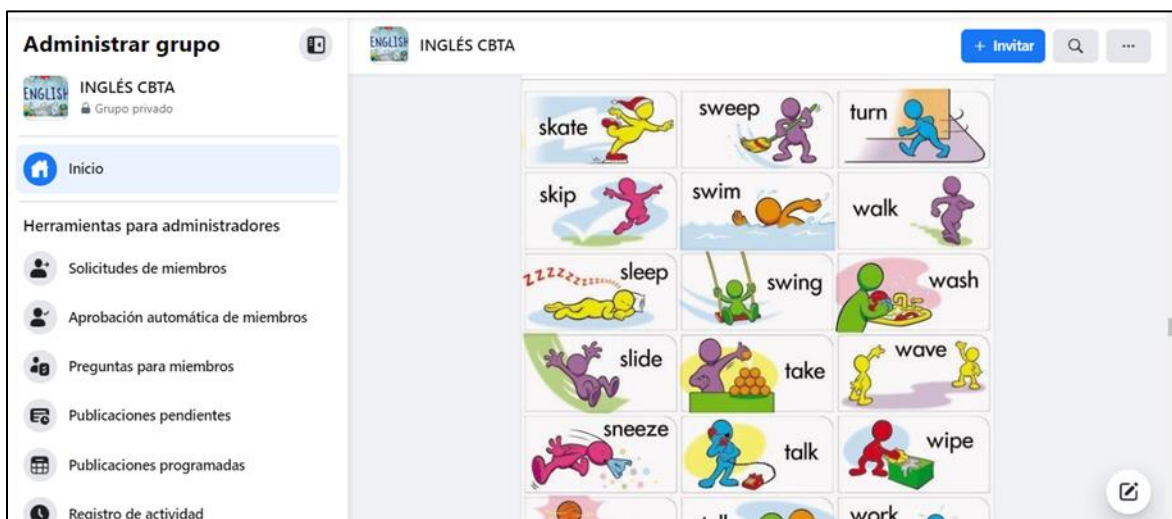 Administrar grupo
ENGLISH
INGLÉS CBTA
Grupo privado
Inicio
Herramientas para administradores
Solicitudes de miembros
Aprobación automática de miembros
Preguntas para miembros
Publicaciones pendientes
Publicaciones programadas
Registro de actividad
ENGLISH
INGLÉS CBTA
+ Invitar
skate
sweep
turn
skip
swim
walk
zzzzzzzzzzz
sleep
swing
wash
slide
take
wave
sneeze
talk
wipe
work